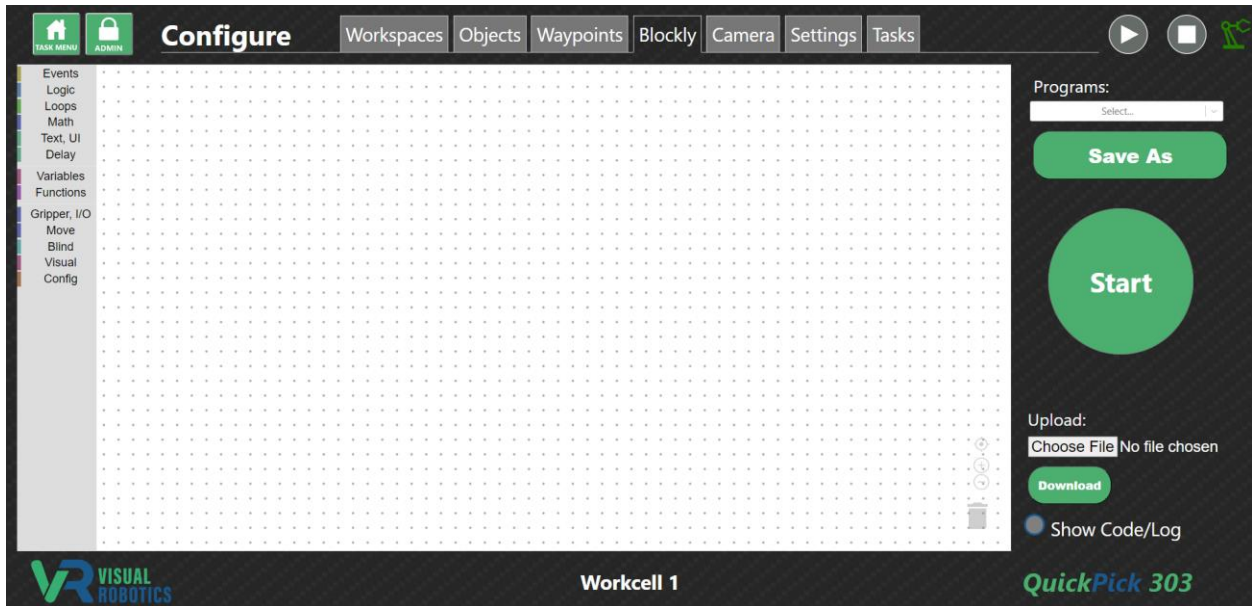 TASK MENU
ADMIN
Configure
Workspaces
Objects
Waypoints
Blockly
Camera
Settings
Tasks
Events
Logic
Loops
Math
Text, UI
Delay
Variables
Functions
Gripper, I/O
Move
Blind
Visual
Config
Programs:
Select...
Save As
Start
Upload:
Choose File No file chosen
Download
Show Code/Log
VR VISUAL
ROBOTICS
Workcell 1
QuickPick 303